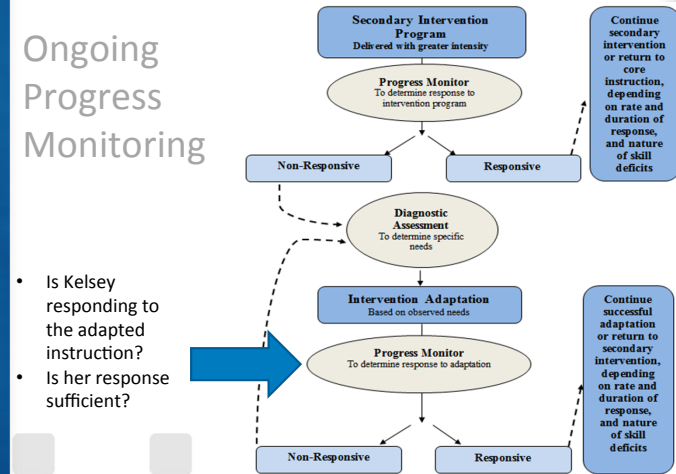 Ongoing
Progress
Monitoring
• Is Kelsey
responding to
the adapted
instruction?
• Is her response
sufficient?
Secondary Intervention
Program
Delivered with greater intensity
Progress Monitor
To determine response to
intervention program
Non-Responsive
Responsive
Continue
secondary
intervention
or return to
core
instruction,
depending
on rate and
duration of
response,
and nature
of skill
deficits
Diagnostic
Assessment
To determine specific
needs
Intervention Adaptation
Based on observed needs
Progress Monitor
To determine response to adaptation
Non-Responsive
Responsive
Continue
successful
adaptation
or return to
secondary
intervention,
depending
on rate and
duration of
response,
and nature
of skill
deficits